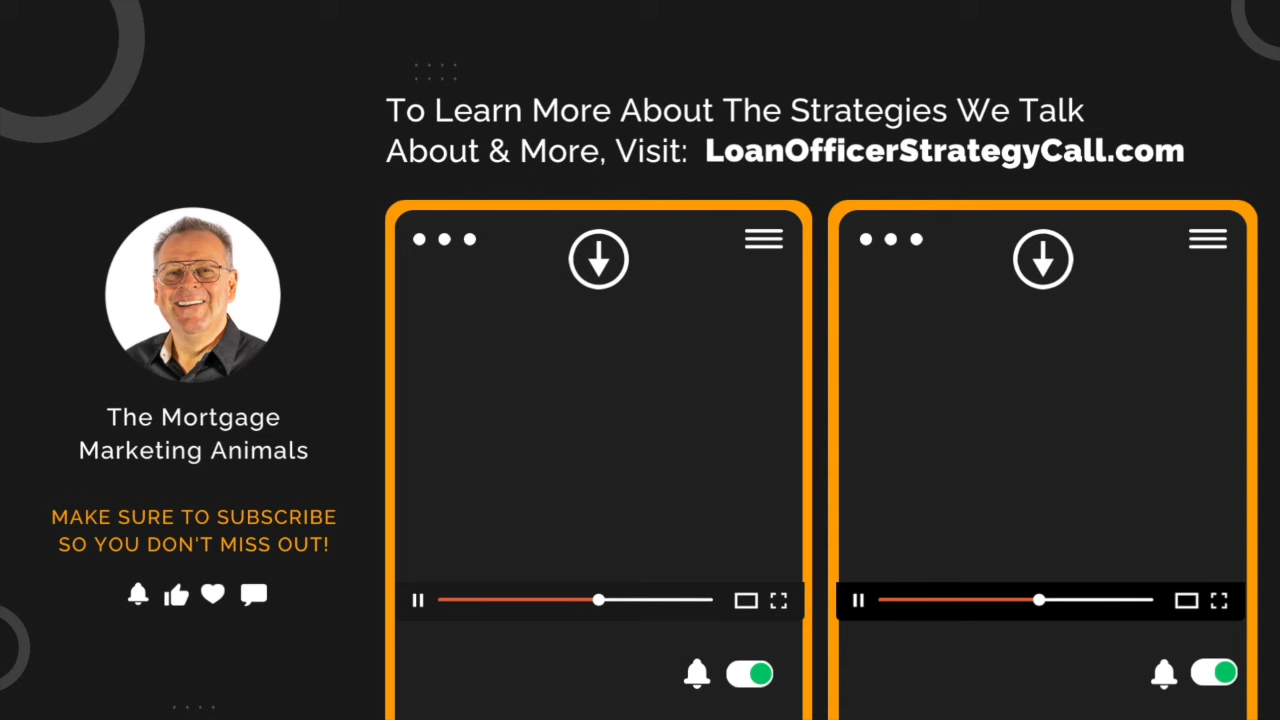 To Learn More About The Strategies We Talk
About & More, Visit: LoanOfficerStrategyCall.com
The Mortgage
Marketing Animals
MAKE SURE TO SUBSCRIBE
SO YOU DON'T MISS OUT!